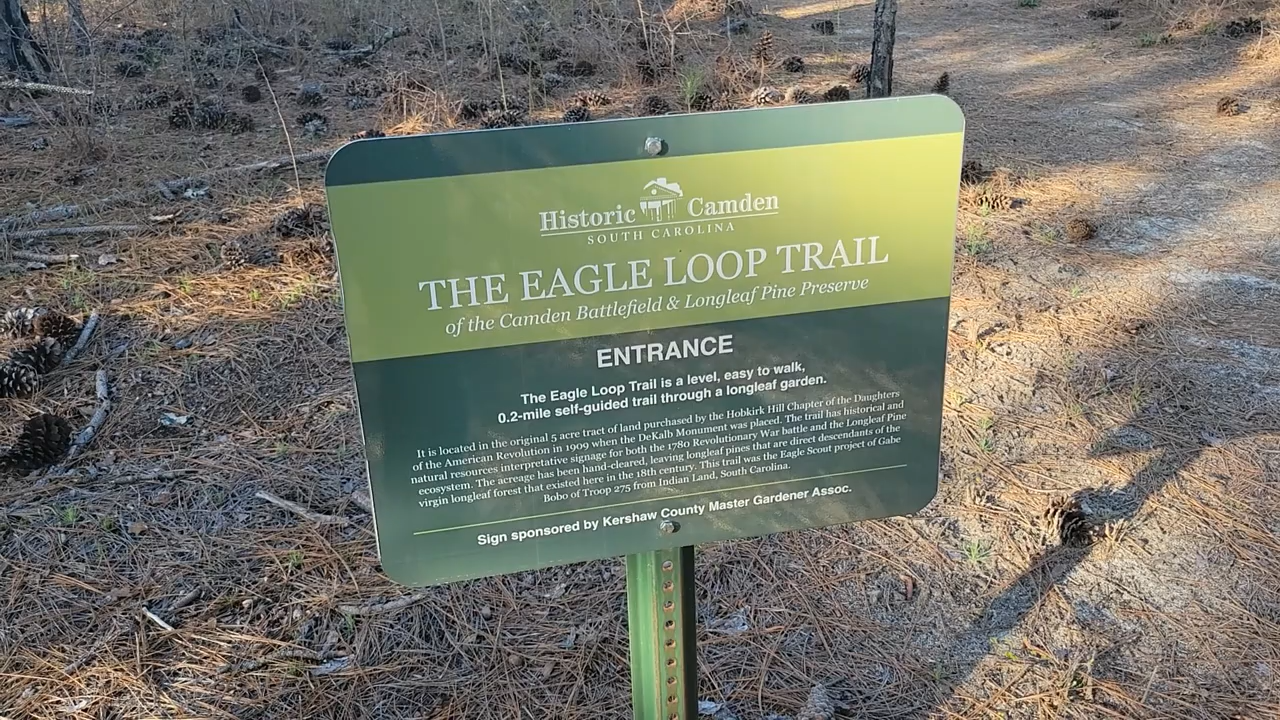 Historic Camden
SOUTH CAROLINA
THE EAGLE LOOP TRAIL
of the Camden Battlefield & Longleaf Pine Preserve
ENTRANCE
The Eagle Loop Trail is a level, easy to walk,
0.2-mile self-guided trail through a longleaf garden.
It is located in the original 5 acre tract of land purchased by the Hobkirk Hill Chapter of the Daughters
of the American Revolution in 1909 when the DeKalb Monument was placed. The trail has historical and
natural resources interpretative signage for both the 1780 Revolutionary War battle and the Longleaf Pine
ecosystem. The acreage has been hand-cleared, leaving longleaf pines that are direct descendants of the
virgin longleaf forest that existed here in the 18th century. This trail was the Eagle Scout project of Gabe
Bobo of Troop 275 from Indian Land, South Carolina.
Sign sponsored by Kershaw County Master Gardener Assoc.